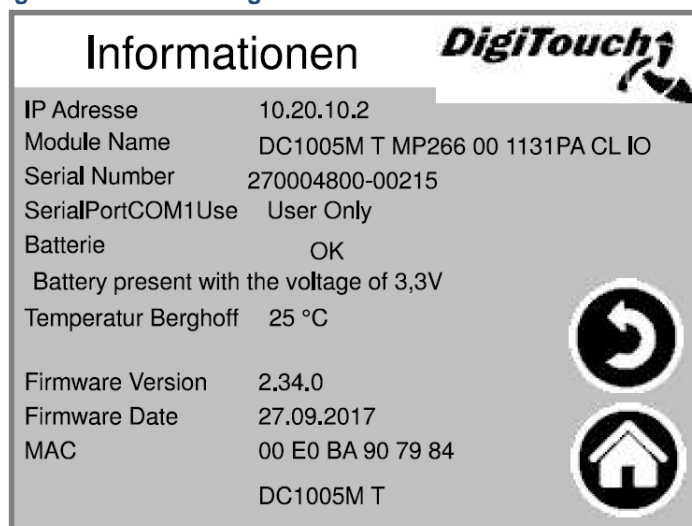 Informationen
DigiTouch
IP Adresse 10.20.10.2
Module Name DC1005M T MP266 00 1131PA CL IO
Serial Number 270004800-00215
SerialPortCOM1Use User Only
Batterie OK
Battery present with the voltage of 3,3V
Temperatur Berghoff 25 °C
Firmware Version 2.34.0
Firmware Date 27.09.2017
MAC 00 E0 BA 90 79 84
DC1005M T